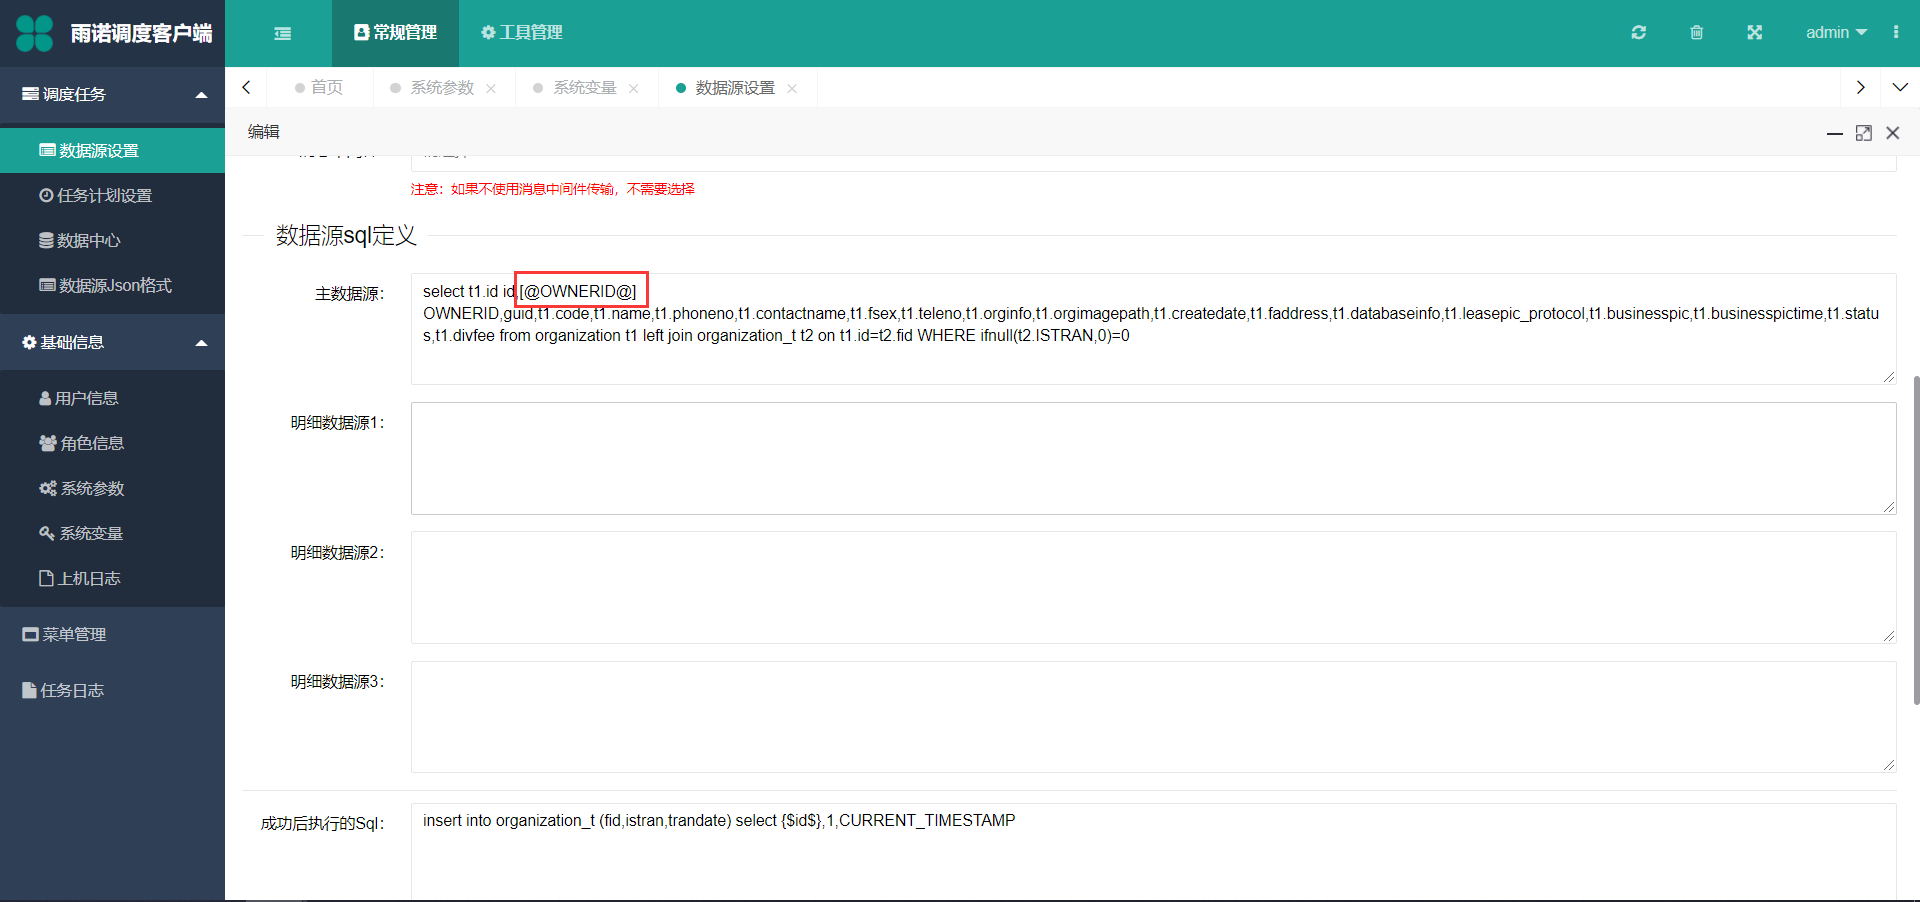 雨诺调度客户端
常规管理
工具管理
admin
调度任务
首页
系统参数
系统变量
数据源设置
编辑
数据源设置
任务计划设置
数据中心
数据源Json格式
基础信息
用户信息
角色信息
系统参数
系统变量
上机日志
菜单管理
任务日志
注意：如果不使用消息中间件传输，不需要选择
数据源sql定义
主数据源：
select t1.id id,[@OWNERID@]
OWNERID,guid,t1.code,t1.name,t1.phoneno,t1.contactname,t1.fsex,t1.teleno,t1.orginfo,t1.orgimagepath,t1.createdate,t1.faddress,t1.databaseinfo,t1.leasepic_protocol,t1.businesspic,t1.businesspictime,t1.statu
s,t1.divfee from organization t1 left join organization_t t2 on t1.id=t2.fid WHERE ifnull(t2.ISTRAN,0)=0
明细数据源1：
明细数据源2：
明细数据源3：
成功后执行的Sql：
insert into organization_t (fid,istran,trandate) select {$id$},1,CURRENT_TIMESTAMP